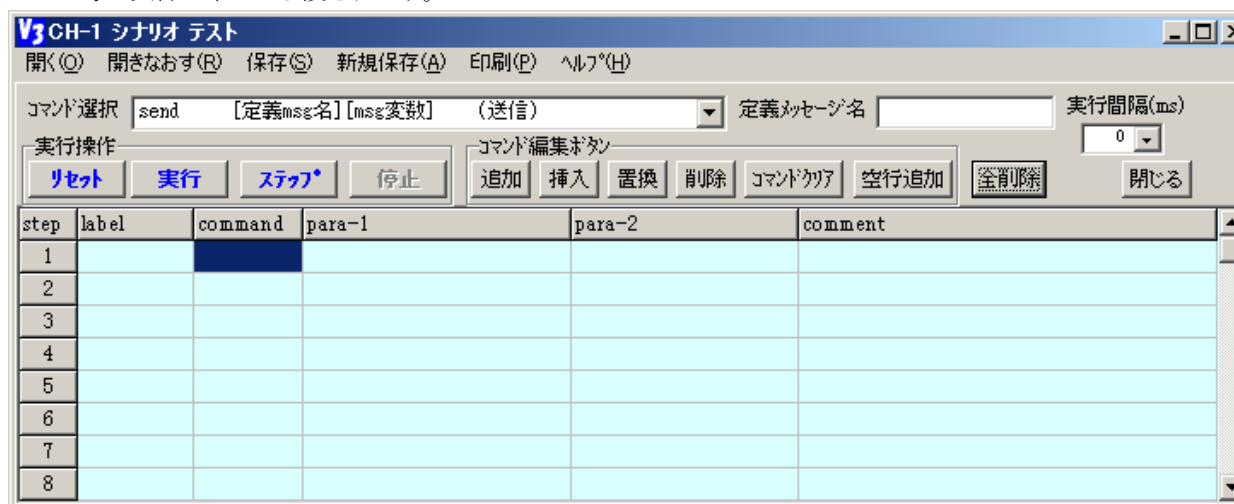 V3 CH-1 シナリオ テスト
開く(O) 開きなおす(R) 保存(S) 新規保存(A) 印刷(P) ヘルプ(H)
コマンド選択 send [定義msg名][msg変数] (送信) 定義メッセージ名 実行間隔(ms)
実行操作 コマンド編集ボタン 0
リセット 実行 ステップ 停止 追加 挿入 置換 削除 コマンドクリア 空行追加 全削除 閉じる
step label command para-1 para-2 comment
1
2
3
4
5
6
7
8